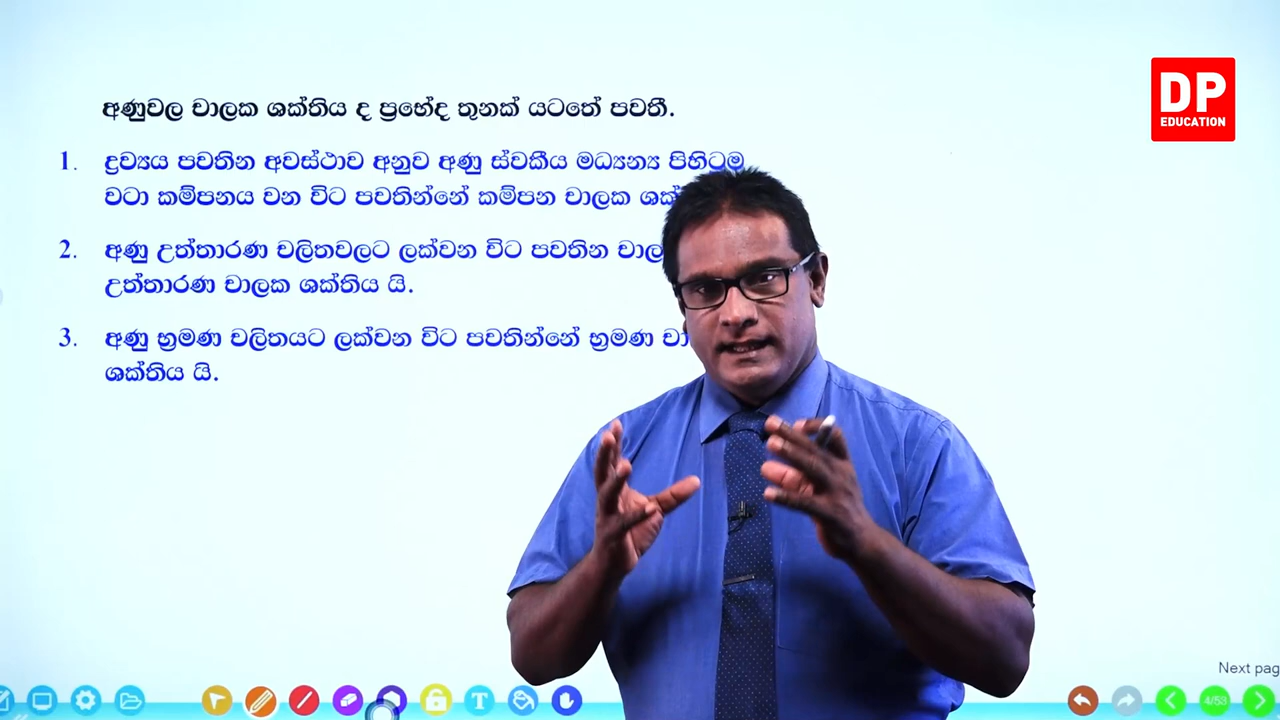 DP
EDUCATION
අණුවල චාලක ශක්තිය ද ප්‍රභේද තුනක් යටතේ පවතී.
1. ද්‍රව්‍යය පවතින අවස්ථාව අනුව අණු ස්වකීය මධ්‍යන්‍ය පිහිටුම
වටා කම්පනය වන විට පවතින්නේ කම්පන චාලක
2. අණු උත්තාරණ චලිතවලට ලක්වන විට පවතින
උත්තාරණ චාලක ශක්තිය යි.
3. අණු භ්‍රමණ චලිතයට ලක්වන විට පවතින්නේ භ්‍රමණ
ශක්තිය යි.
Next pag
T
4/53